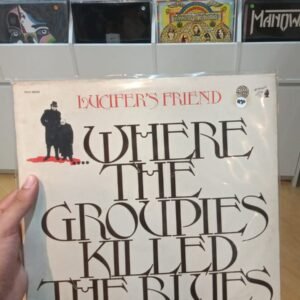 MANOWAR
LUCIFER'S FRIEND
....WHERE
THE
GROUPIES
KILLED
THE BLUES